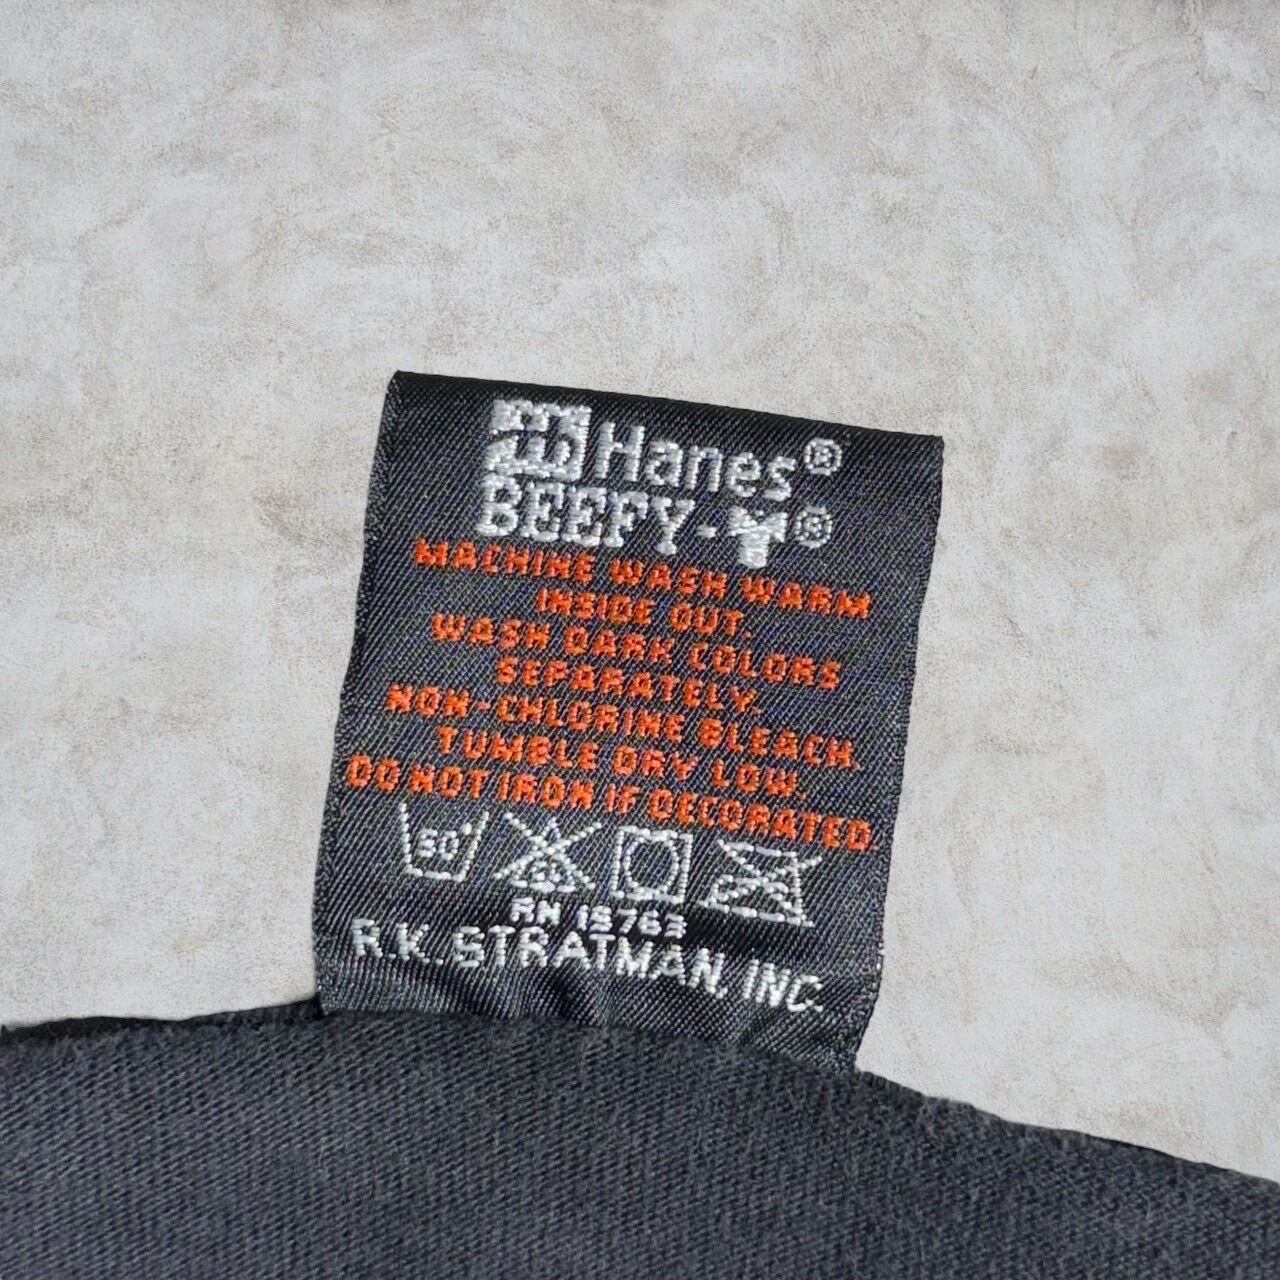 Hanes®
BEEFY-T®
MACHINE WASH WARM
INSIDE OUT.
WASH DARK COLORS
SEPARATELY.
NON-CHLORINE BLEACH.
TUMBLE DRY LOW.
DO NOT IRON IF DECORATED
RN 15763
R.K. STRATMAN, INC.